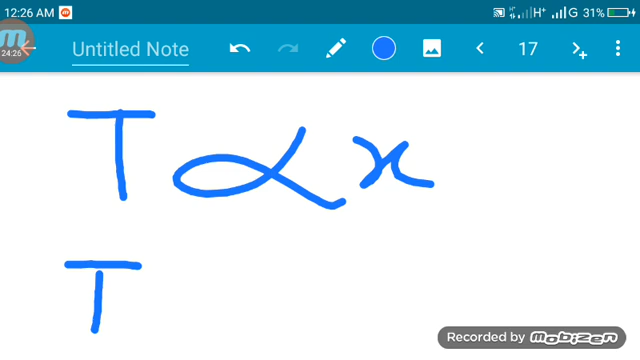 12:26 AM H+ G 31%
24:26
Untitled Note 17
T ∝ x
T
Recorded by mobizen